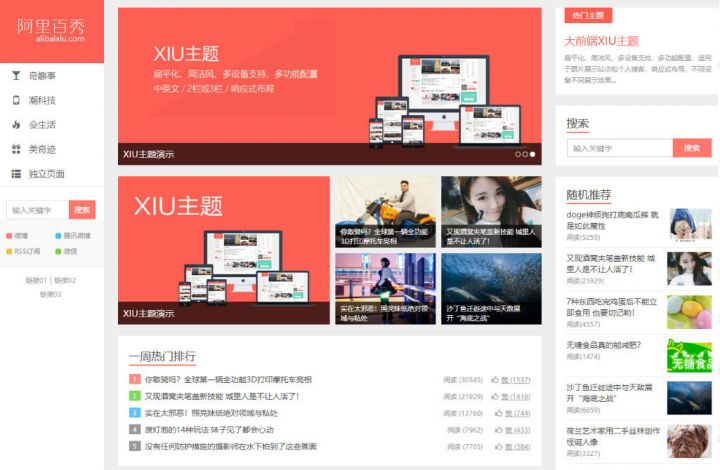 阿里百秀
alibaixiu.com
奇趣事
潮科技
会生活
美奇迹
独立页面
输入关键字
搜索
微博
腾讯微博
RSS订阅
微信
链接01 | 链接02
链接03
XIU主题
扁平化、简洁风、多设备支持、多功能配置
中英文 / 2栏或3栏 / 响应式布局
XIU主题演示
XIU主题
XIU主题演示
你敢骑吗?全球第一辆全功能
3D打印摩托车亮相
又现酒窝夹笔盖新技能 城里人
是不让人活了!
实在太邪恶!照亮妹纸绝对领
域与私处
沙丁鱼迁徙途中与天敌展
开“海底之战”
一周热门排行
1 你敢骑吗?全球第一辆全功能3D打印摩托车亮相 阅读 (30545) 赞 (1537)
2 又现酒窝夹笔盖新技能 城里人是不让人活了! 阅读 (21929) 赞 (1418)
3 实在太邪恶!照亮妹纸绝对领域与私处 阅读 (13760) 赞 (744)
4 废灯泡的14种玩法 妹子见了都会心动 阅读 (7962) 赞 (433)
5 没有任何防护措施的摄影师在水下拍到了这些画面 阅读 (7705) 赞 (384)
热门主题
大前端XIU主题
扁平化、简洁风、多设备支持、多功能配置，适用
于图片展示站点和个人博客，响应式布局，不同设
备不同展示效果...
搜索
输入关键字
搜索
随机推荐
doge神烦狗打底南瓜裤 就
是如此魔性
阅读(5259)
又现酒窝夹笔盖新技能 城
里人是不让人活了!
阅读(21929)
7种东西吃完鸡蛋后不能立
即食用 也要切记哟!
阅读(4557)
无糖食品真的能减肥?
阅读(1474)
无糖食
沙丁鱼迁徙途中与天敌展
开“海底之战”
阅读(6659)
荷兰艺术家用二手丝袜创作
怪诞人像
阅读(3327)